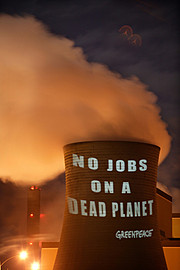 NO JOBS
ON A
DEAD PLANET
GREENPEACE